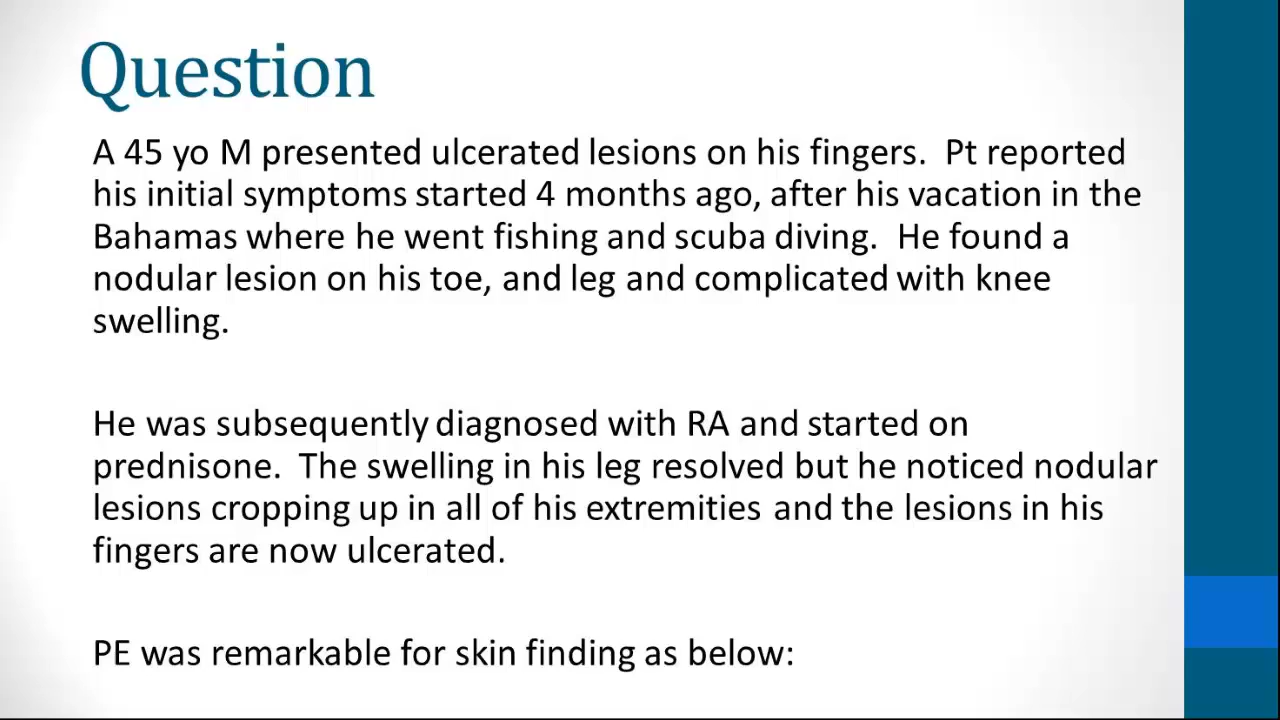 Question
A 45 yo M presented ulcerated lesions on his fingers.  Pt reported
his initial symptoms started 4 months ago, after his vacation in the
Bahamas where he went fishing and scuba diving.  He found a
nodular lesion on his toe, and leg and complicated with knee
swelling.
He was subsequently diagnosed with RA and started on
prednisone.  The swelling in his leg resolved but he noticed nodular
lesions cropping up in all of his extremities and the lesions in his
fingers are now ulcerated.
PE was remarkable for skin finding as below: